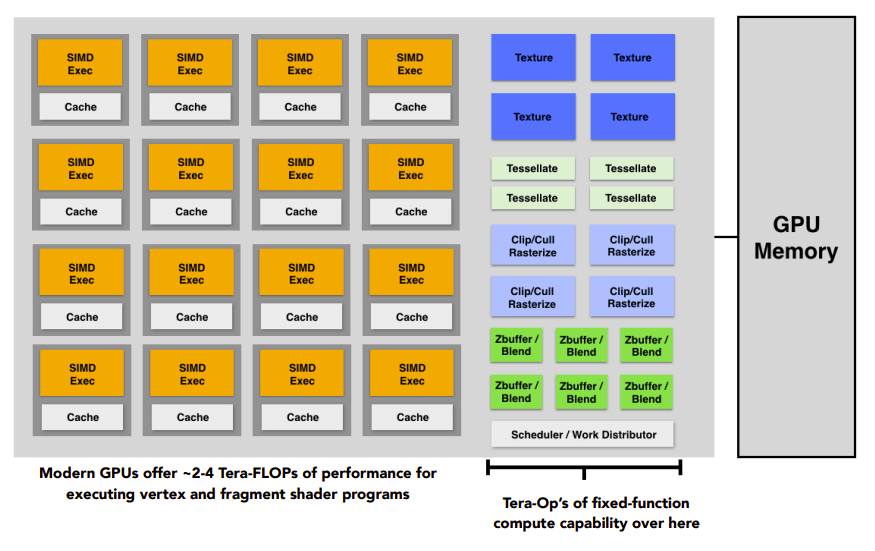 SIMD
Exec
Cache
SIMD
Exec
Cache
SIMD
Exec
Cache
SIMD
Exec
Cache
SIMD
Exec
Cache
SIMD
Exec
Cache
SIMD
Exec
Cache
SIMD
Exec
Cache
SIMD
Exec
Cache
SIMD
Exec
Cache
SIMD
Exec
Cache
SIMD
Exec
Cache
SIMD
Exec
Cache
SIMD
Exec
Cache
SIMD
Exec
Cache
SIMD
Exec
Cache
Texture
Texture
Texture
Texture
Tessellate
Tessellate
Tessellate
Tessellate
Clip/Cull
Rasterize
Clip/Cull
Rasterize
Clip/Cull
Rasterize
Clip/Cull
Rasterize
Zbuffer /
Blend
Zbuffer /
Blend
Zbuffer /
Blend
Zbuffer /
Blend
Zbuffer /
Blend
Zbuffer /
Blend
Scheduler / Work Distributor
GPU
Memory
Modern GPUs offer ~2-4 Tera-FLOPs of performance for
executing vertex and fragment shader programs
Tera-Op's of fixed-function
compute capability over here